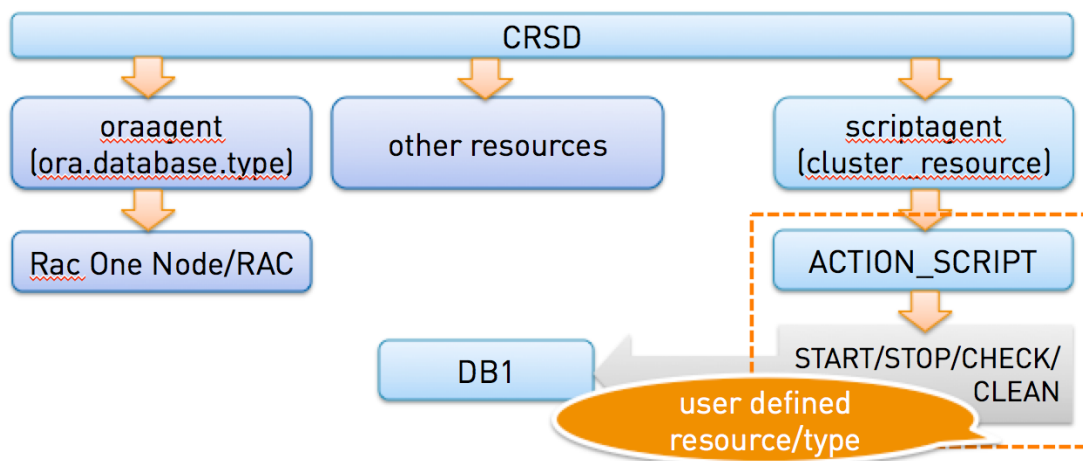 CRSD
oraagent
(ora.database.type)
other resources
scriptagent
(cluster_resource)
Rac One Node/RAC
ACTION_SCRIPT
DB1
START/STOP/CHECK/
CLEAN
user defined
resource/type